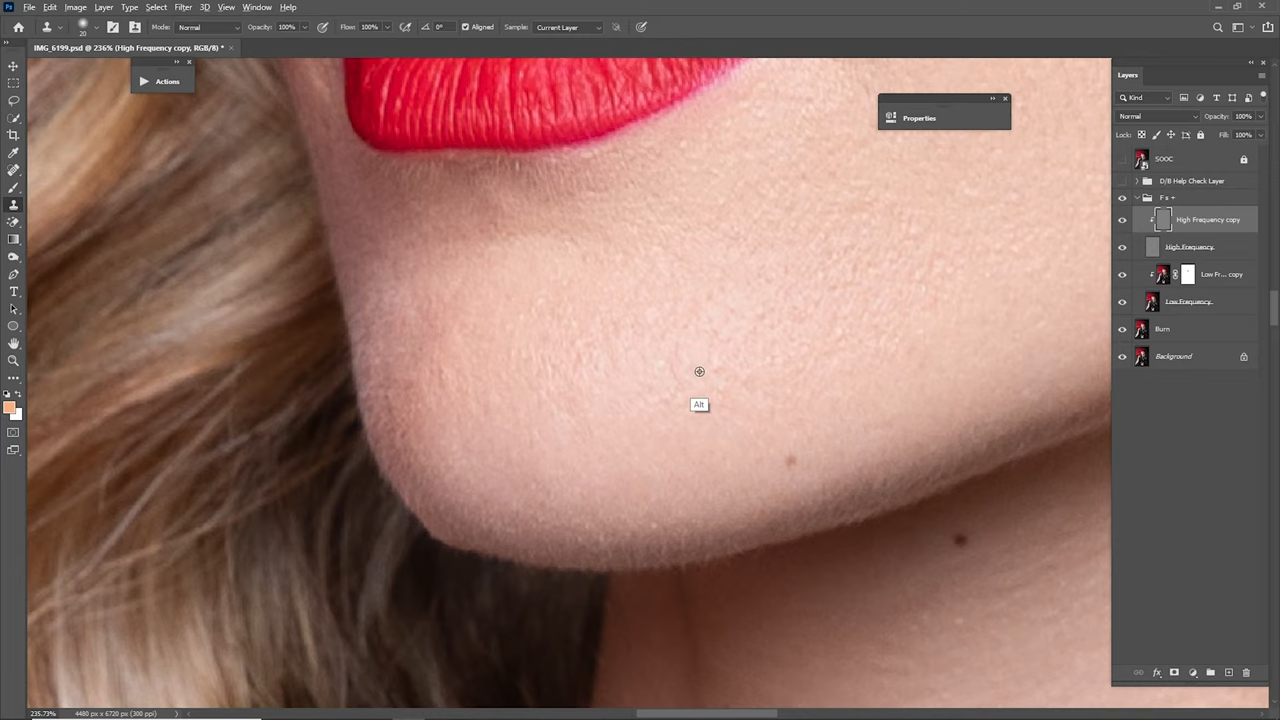 Ps File Edit Image Layer Type Select Filter 3D View Window Help
20 Mode: Normal Opacity: 100% Flow: 100% 0° Aligned Sample: Current Layer
IMG_6199.psd @ 236% (High Frequency copy, RGB/8) * ×
Actions
Properties
Alt
Layers
Kind
Normal Opacity: 100%
Lock: Fill: 100%
SOOC
D/B Help Check Layer
F s +
High Frequency copy
High Frequency
Low Fr... copy
Low Frequency
Burn
Background
fx
235.73% 4480 px x 6720 px (300 ppi)